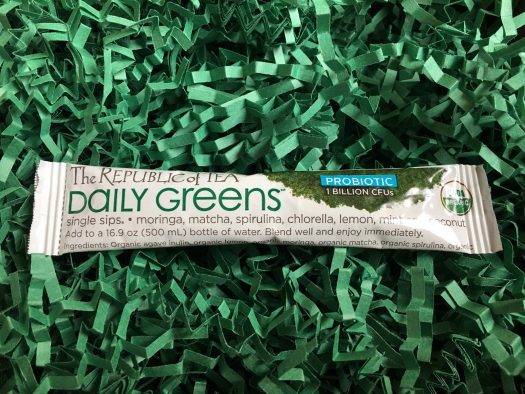 The REPUBLIC of TEA
DAILY Greens™
PROBIOTIC
1 BILLION CFUs
single sips. • moringa, matcha, spirulina, chlorella, lemon,
Add to a 16.9 oz (500 mL) bottle of water. Blend well and enjoy immediately.
Ingredients: Organic agave inulin, organic moringa, organic matcha, organic spirulina,